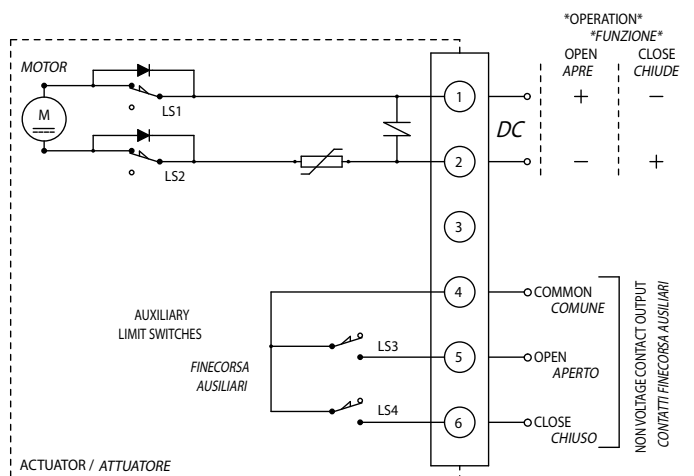 *OPERATION*
*FUNZIONE*
OPEN CLOSE
APRE CHIUDE
MOTOR
M
LS1
1
DC
+ −
LS2
2
− +
3
4
COMMON
COMUNE
AUXILIARY
LIMIT SWITCHES
FINECORSA
AUSILIARI
LS3
5
OPEN
APERTO
LS4
6
CLOSE
CHIUSO
NON VOLTAGE CONTACT OUTPUT
CONTATTI FINECORSA AUSILIARI
ACTUATOR / ATTUATORE